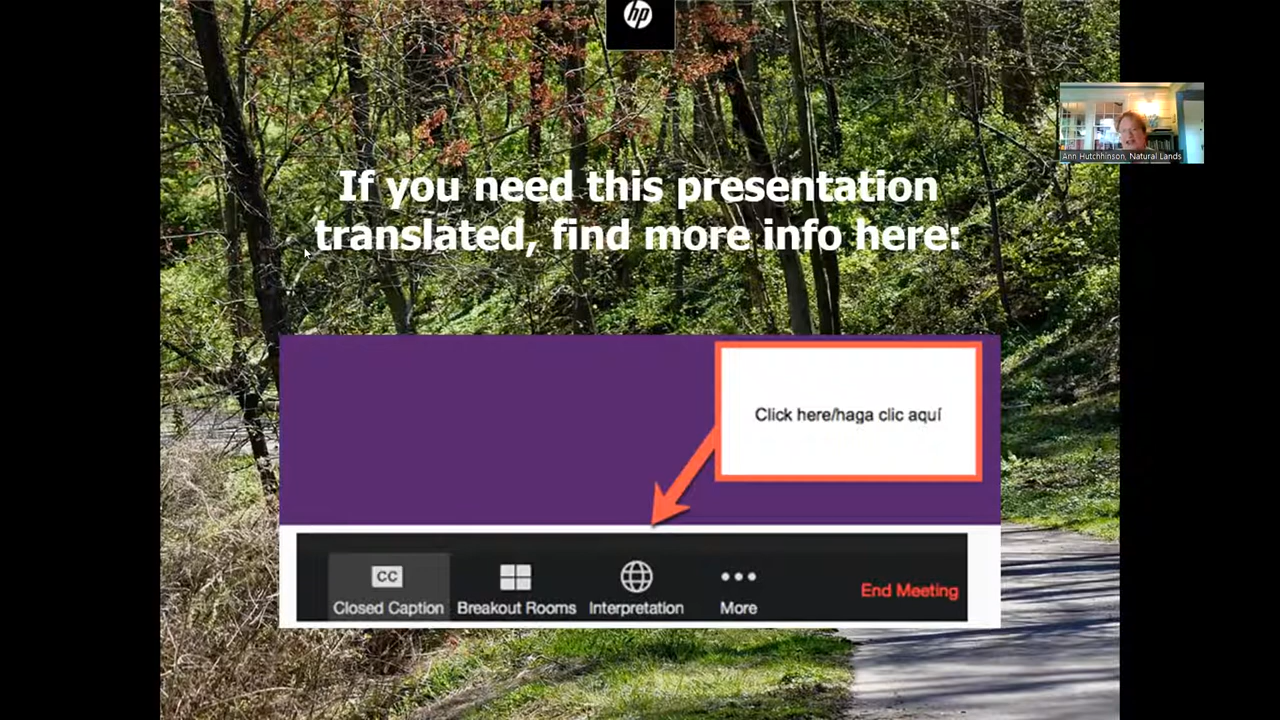 hp
Ann Hutchhinson, Natural Lands
If you need this presentation
translated, find more info here:
Click here/haga clic aquí
CC
Closed Caption
Breakout Rooms
Interpretation
More
End Meeting